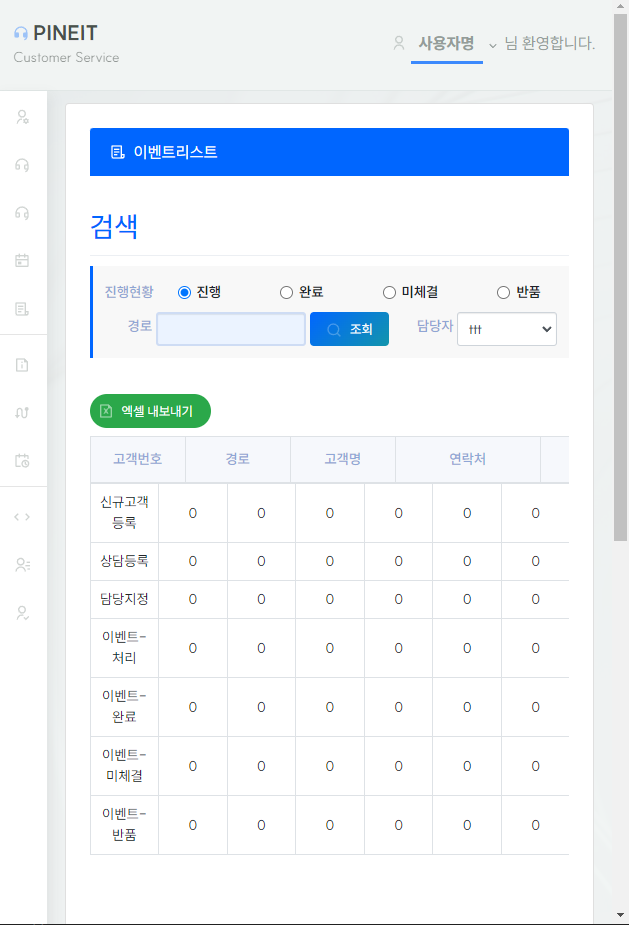 PINEIT
Customer Service
사용자명 님 환영합니다.
이벤트리스트
검색
진행현황 진행 완료 미체결 반품
경로 조회 담당자 ttt
엑셀 내보내기
고객번호 경로 고객명 연락처
신규고객
등록 0 0 0 0 0 0
상담등록 0 0 0 0 0 0
담당지정 0 0 0 0 0 0
이벤트-
처리 0 0 0 0 0 0
이벤트-
완료 0 0 0 0 0 0
이벤트-
미체결 0 0 0 0 0 0
이벤트-
반품 0 0 0 0 0 0